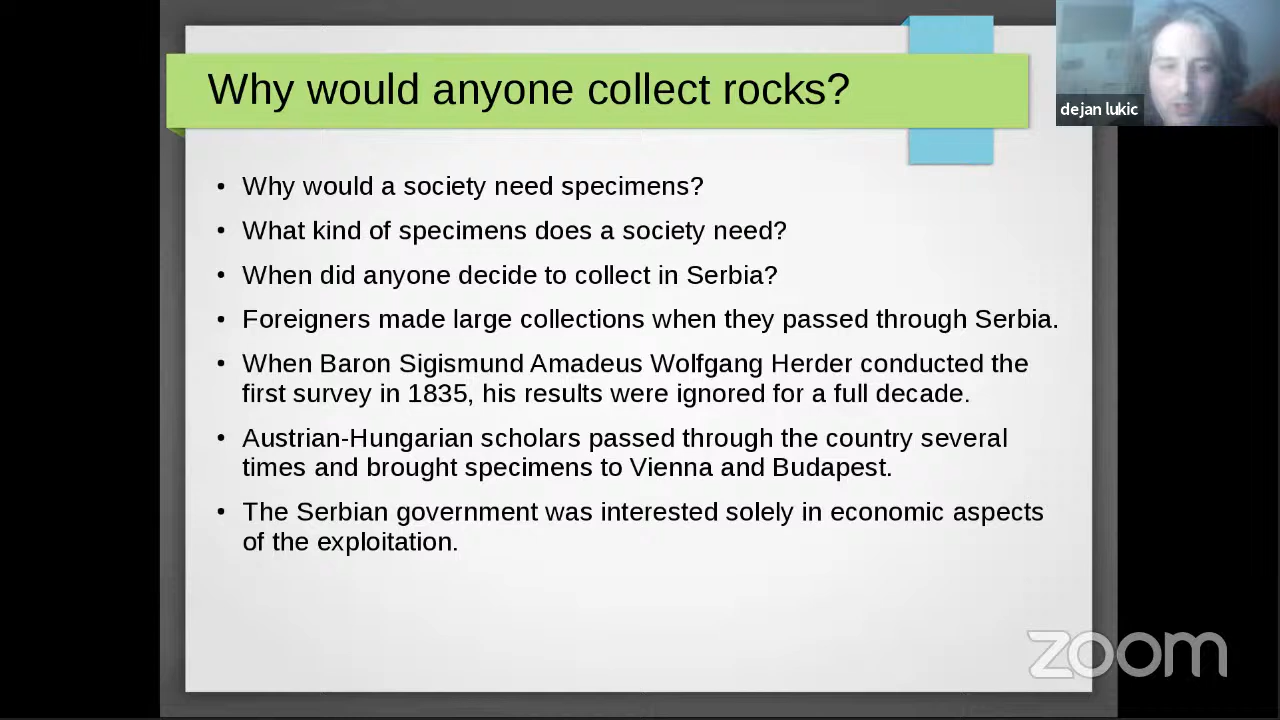 Why would anyone collect rocks?
dejan lukic
• Why would a society need specimens?
• What kind of specimens does a society need?
• When did anyone decide to collect in Serbia?
• Foreigners made large collections when they passed through Serbia.
• When Baron Sigismund Amadeus Wolfgang Herder conducted the
first survey in 1835, his results were ignored for a full decade.
• Austrian-Hungarian scholars passed through the country several
times and brought specimens to Vienna and Budapest.
• The Serbian government was interested solely in economic aspects
of the exploitation.
zoom